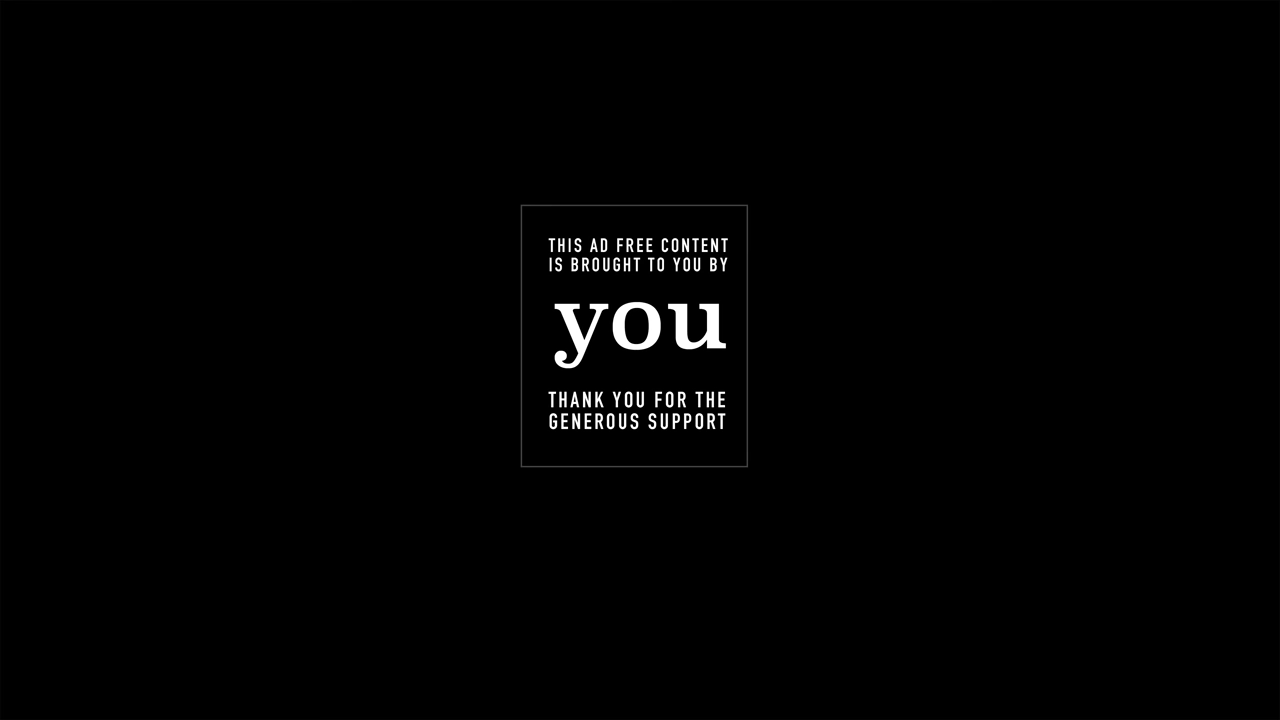 THIS AD FREE CONTENT
IS BROUGHT TO YOU BY
you
THANK YOU FOR THE
GENEROUS SUPPORT